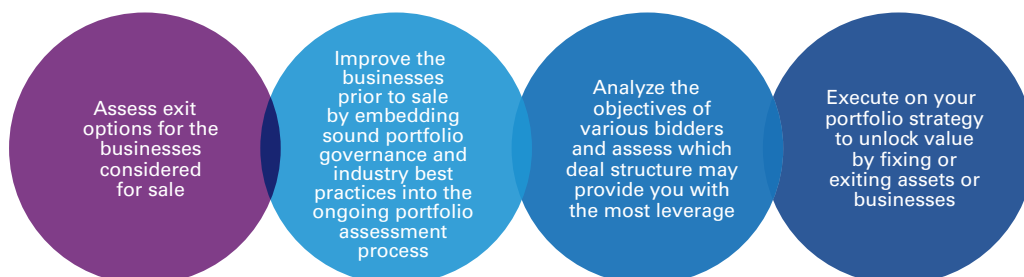 Assess exit
options for the
businesses
considered
for sale
Improve the
businesses
prior to sale
by embedding
sound portfolio
governance and
industry best
practices into the
ongoing portfolio
assessment
process
Analyze the
objectives of
various bidders
and assess which
deal structure may
provide you with
the most leverage
Execute on your
portfolio strategy
to unlock value
by fixing or
exiting assets or
businesses